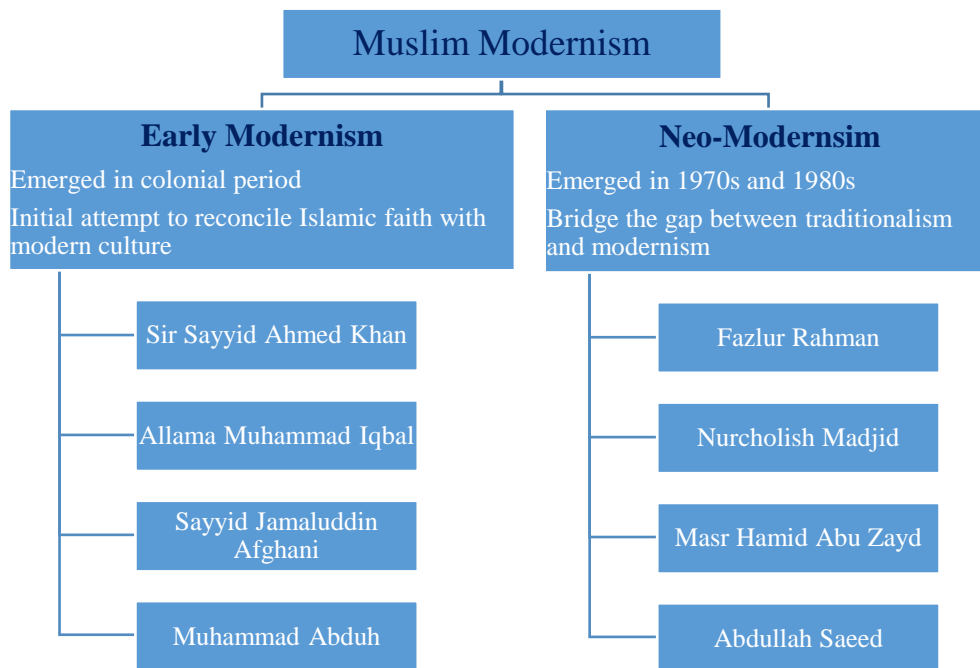 Muslim Modernism
Early Modernism
Emerged in colonial period
Initial attempt to reconcile Islamic faith with
modern culture
Sir Sayyid Ahmed Khan
Allama Muhammad Iqbal
Sayyid Jamaluddin
Afghani
Muhammad Abduh
Neo-Modernsim
Emerged in 1970s and 1980s
Bridge the gap between traditionalism
and modernism
Fazlur Rahman
Nurcholish Madjid
Masr Hamid Abu Zayd
Abdullah Saeed